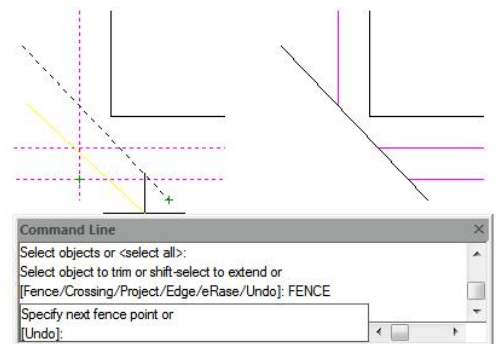 Command Line
Select objects or <select all>:
Select object to trim or shift-select to extend or
[Fence/Crossing/Project/Edge/eRase/Undo]: FENCE
Specify next fence point or
[Undo]: